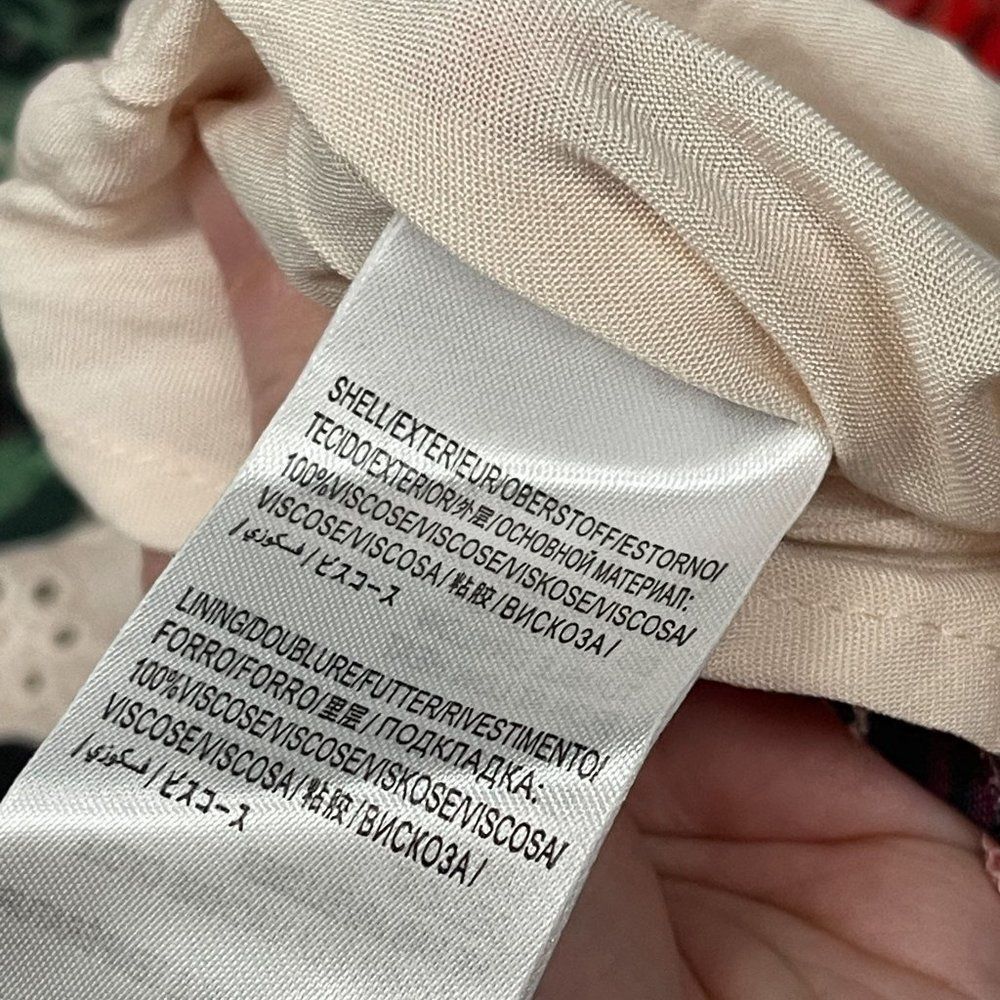 SHELL/EXTERIEUR/OBERSTOFF/ESTORNO/
TECIDO/EXTERIOR/外层/ОСНОВНОЙ МАТЕРИАЛ:
100%VISCOSE/VISCOSE/VISKOSE/VISCOSA/
VISCOSE/VISCOSA/粘胶/ВИСКОЗА/
/فسكوزي/ビスコース
LINING/DOUBLURE/FUTTER/RIVESTIMENTO/
FORRO/FORRO/里层/ПОДКЛАДКА:
100%VISCOSE/VISCOSE/VISKOSE/VISCOSA/
VISCOSE/VISCOSA/粘胶/ВИСКОЗА/
/فسكوزي/ビスコース